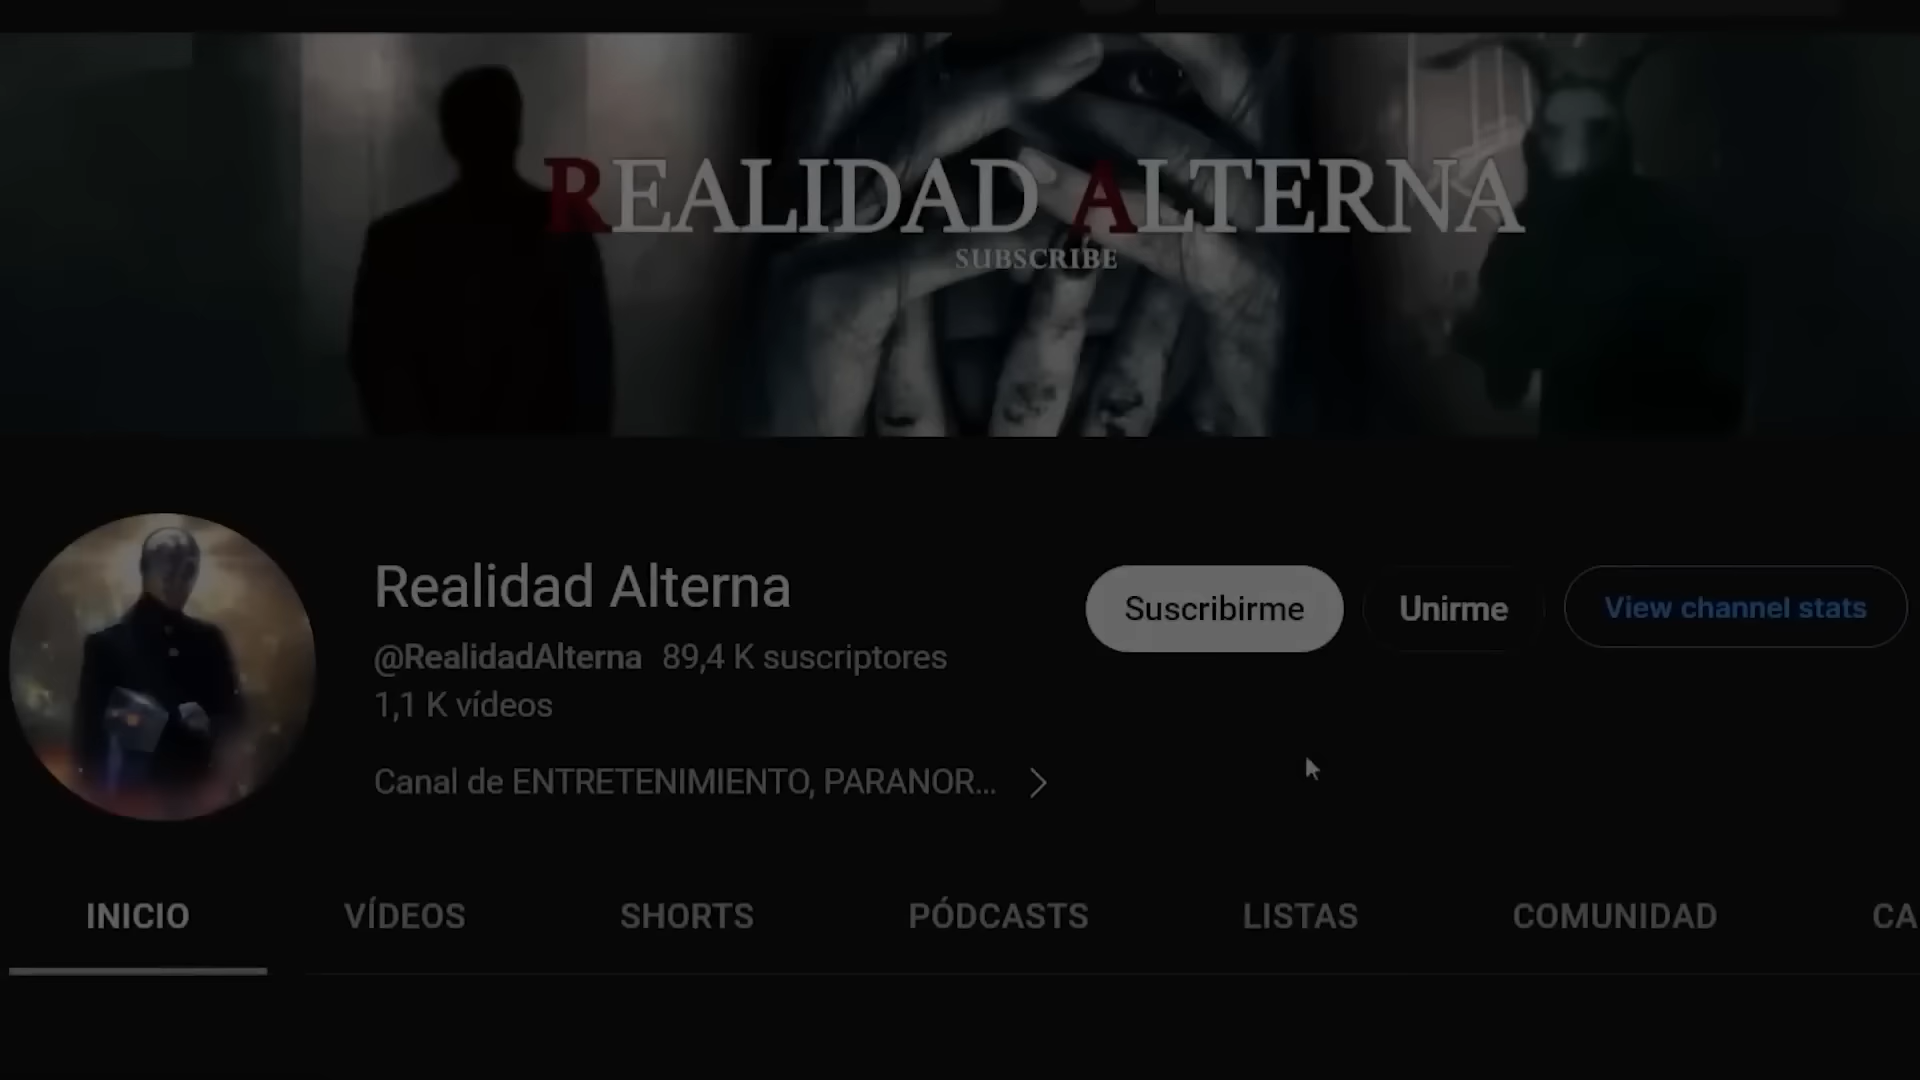 REALIDAD ALTERNA
SUBSCRIBE
Realidad Alterna
@RealidadAlterna 89,4 K suscriptores
1,1 K vídeos
Canal de ENTRETENIMIENTO, PARANOR...
Suscribirme
Unirme
View channel stats
INICIO VÍDEOS SHORTS PÓDCASTS LISTAS COMUNIDAD CA